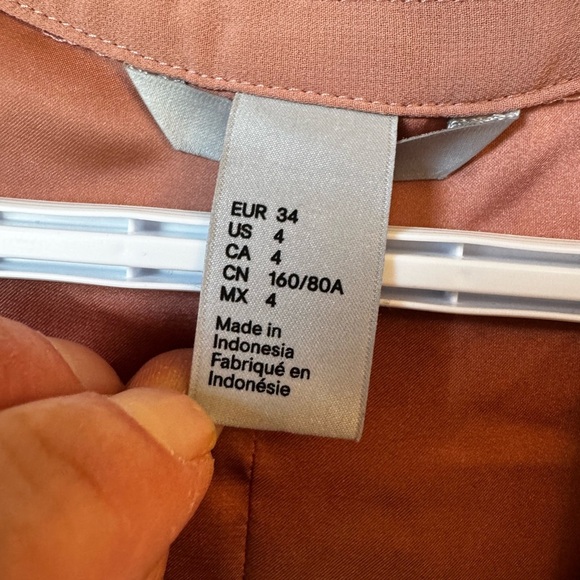 EUR 34
US 4
CA 4
CN 160/80A
MX 4
Made in
Indonesia
Fabriqué en
Indonésie